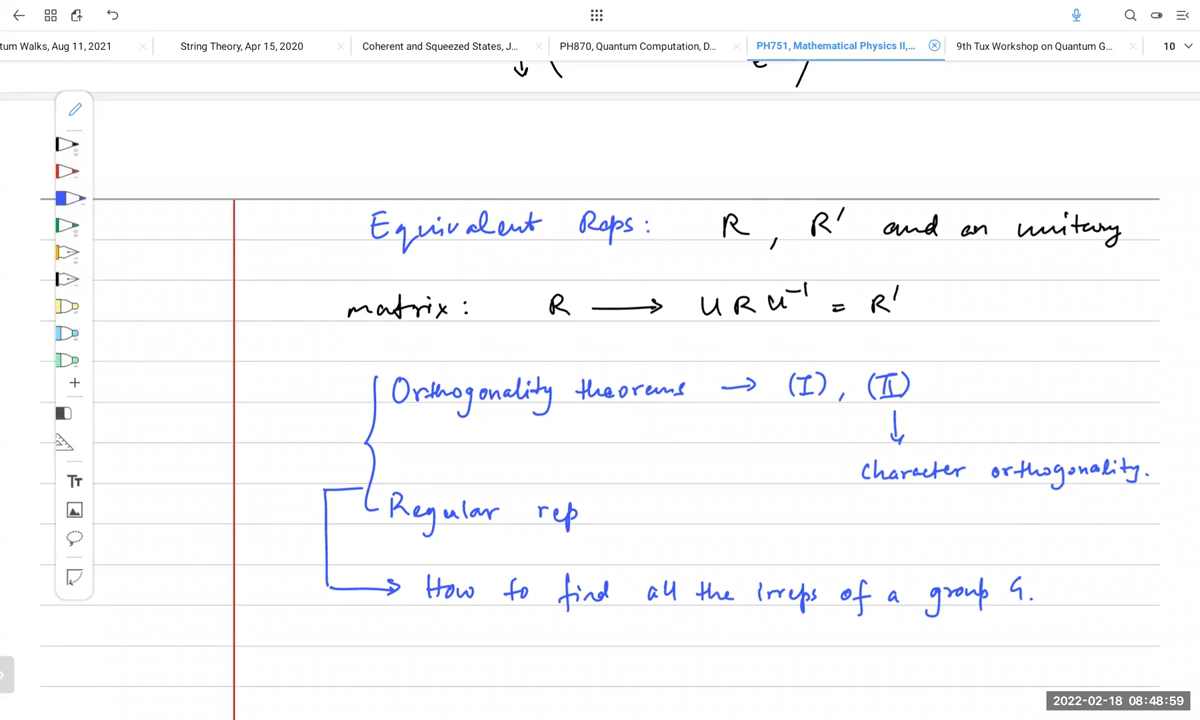 tum Walks, Aug 11, 2021
String Theory, Apr 15, 2020
Coherent and Squeezed States, J...
PH870, Quantum Computation, D...
PH751, Mathematical Physics II,...
9th Tux Workshop on Quantum G...
10
Equivalent Reps: R, R' and an unitary
matrix: R → U R U⁻¹ = R'
Orthogonality theorems → (I), (II)
↓
Character orthogonality.
Regular rep
→ How to find all the irreps of a group G.
Tт
2022-02-18 08:48:59